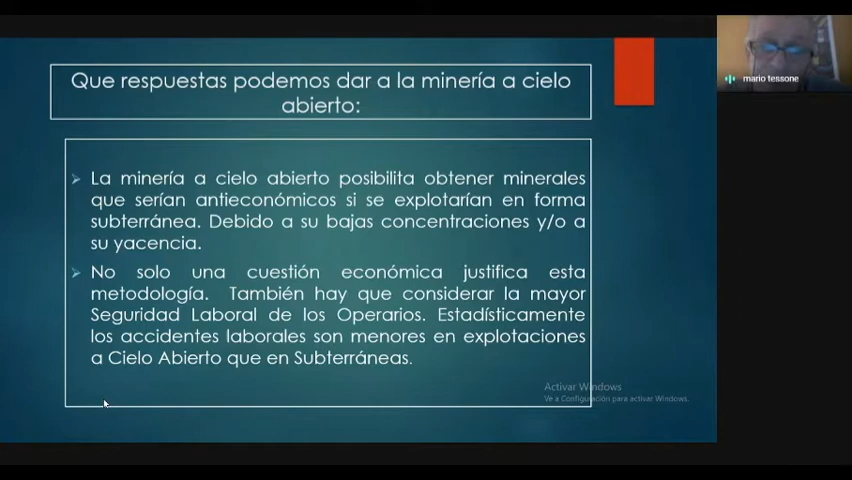 Que respuestas podemos dar a la minería a cielo
abierto:
mario tessone
La minería a cielo abierto posibilita obtener minerales
que serían antieconómicos si se explotarían en forma
subterránea. Debido a su bajas concentraciones y/o a
su yacencia.
No solo una cuestión económica justifica esta
metodología. También hay que considerar la mayor
Seguridad Laboral de los Operarios. Estadísticamente
los accidentes laborales son menores en explotaciones
a Cielo Abierto que en Subterráneas.
Activar Windows
Ve a Configuración para activar Windows.